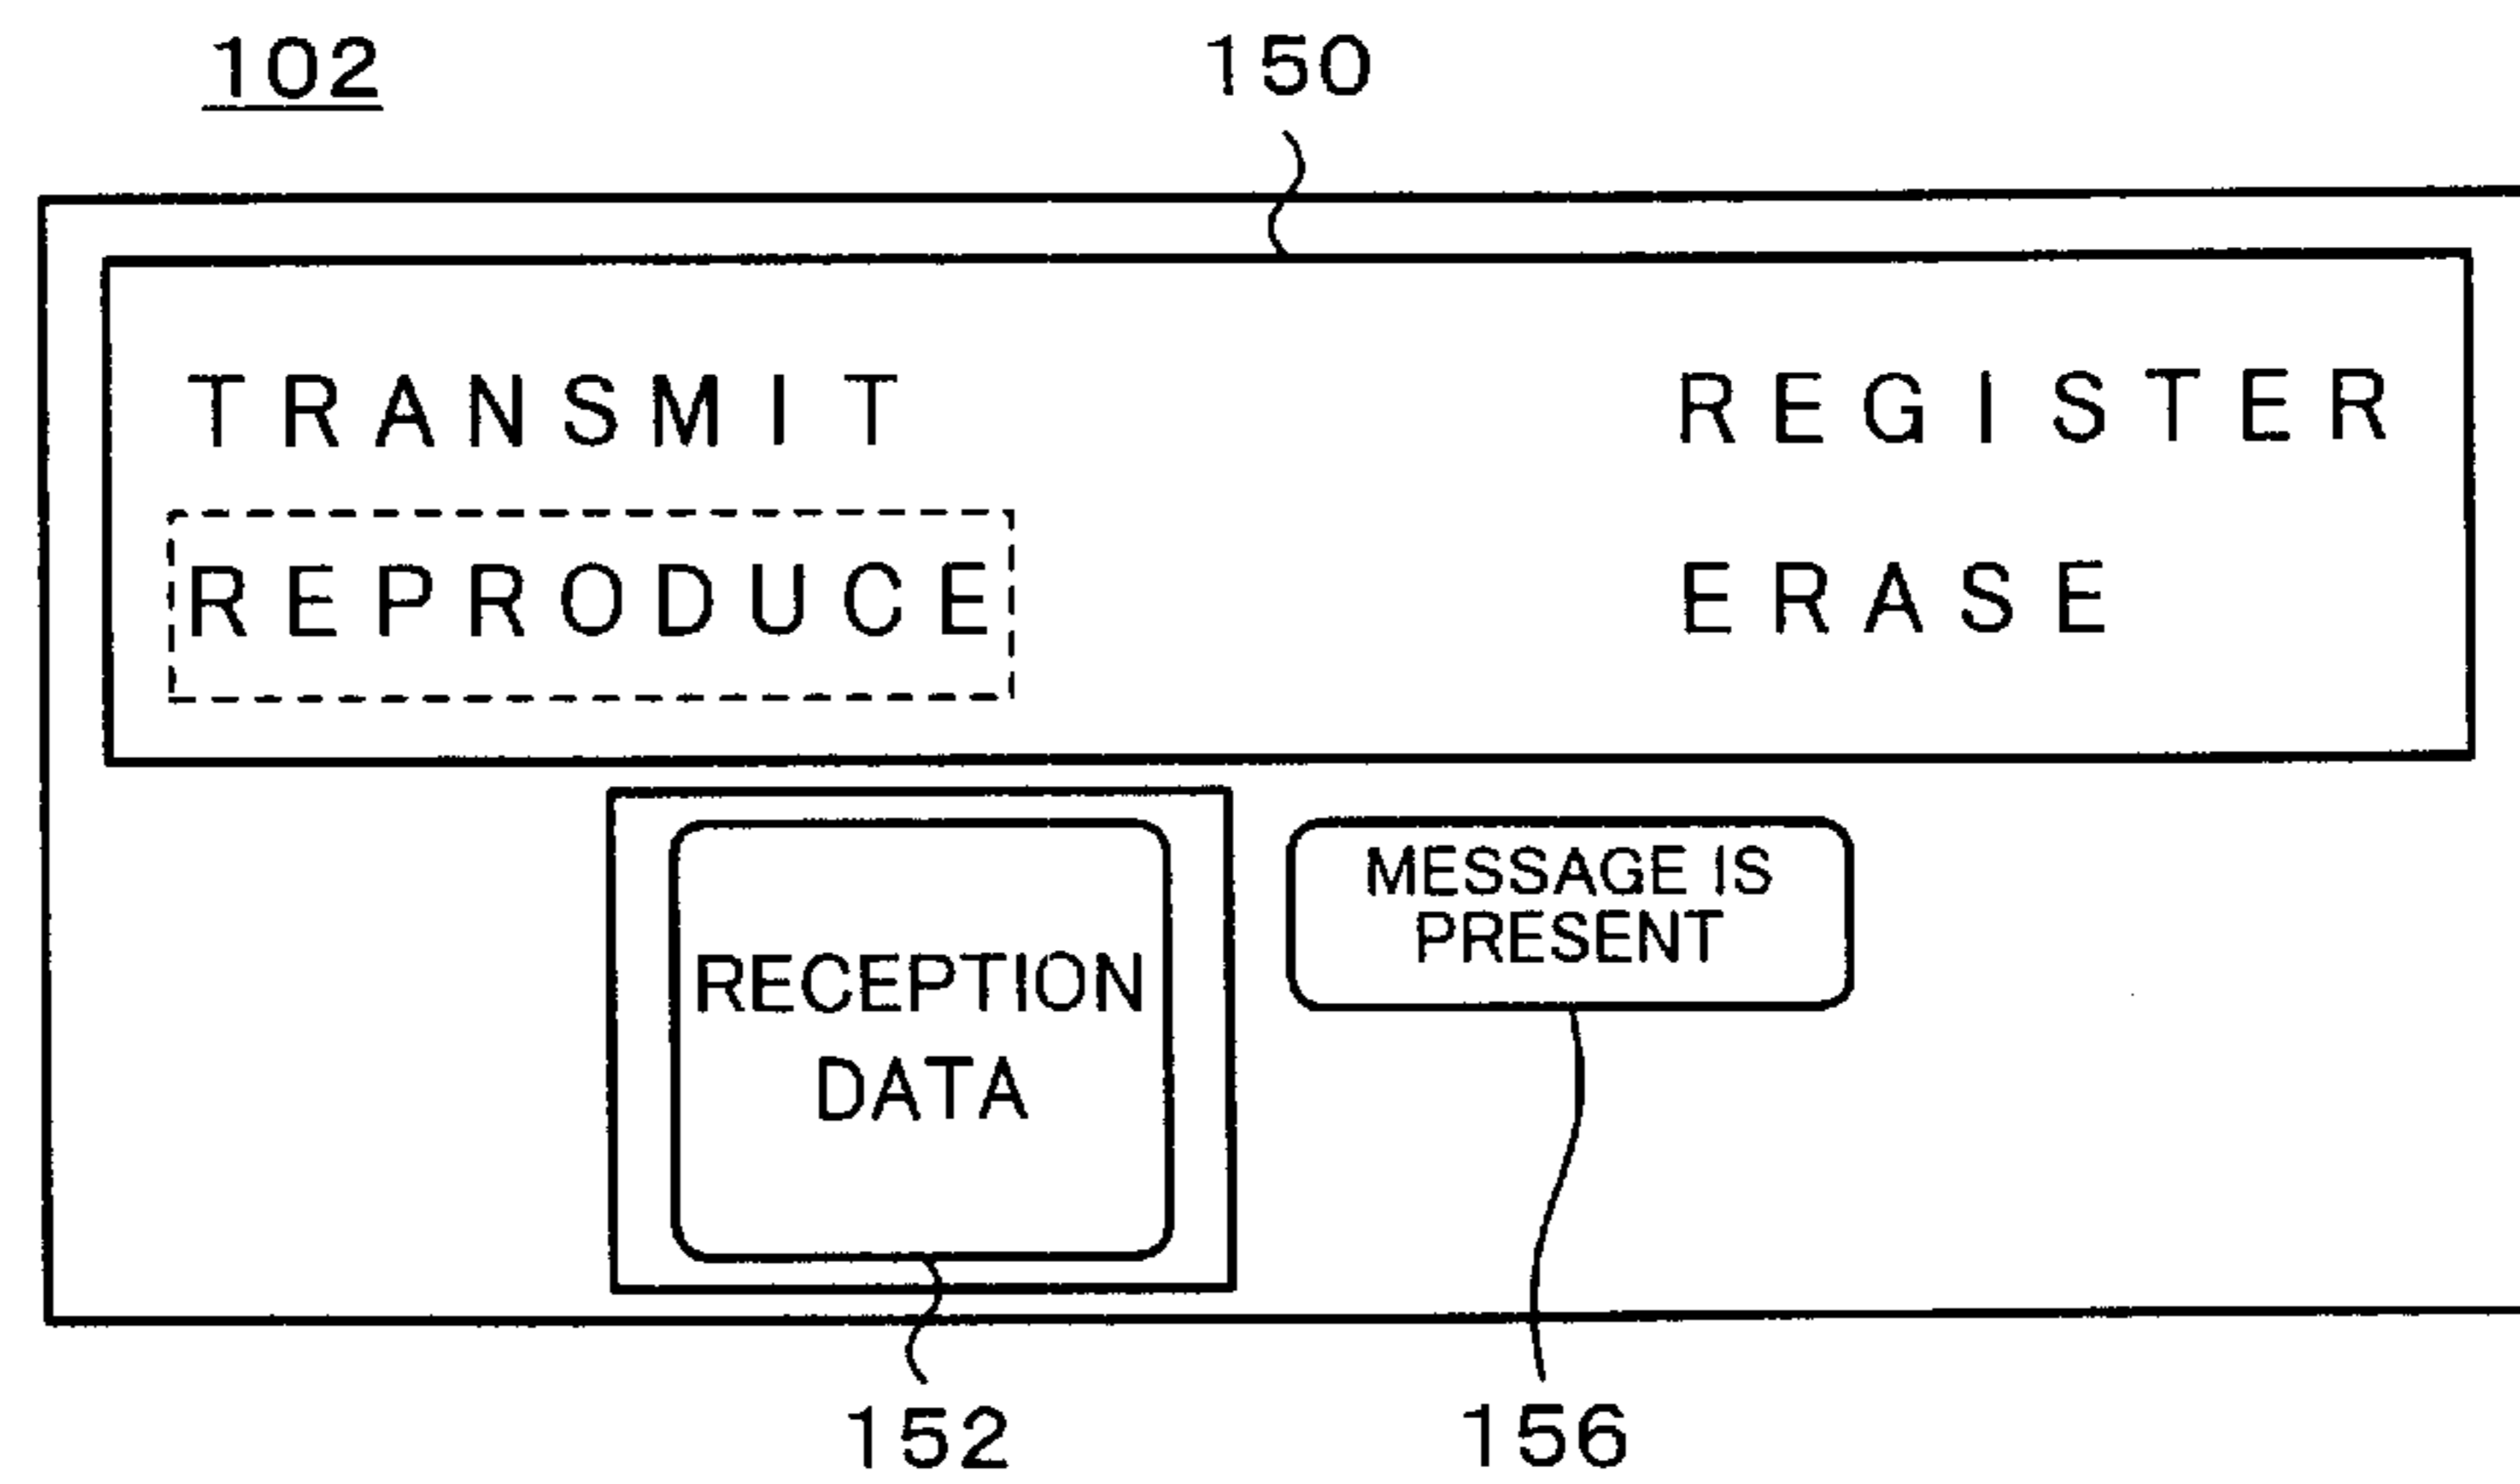 102
150
TRANSMIT
REGISTER
REPRODUCE
ERASE
RECEPTION
DATA
MESSAGE IS
PRESENT
152
156